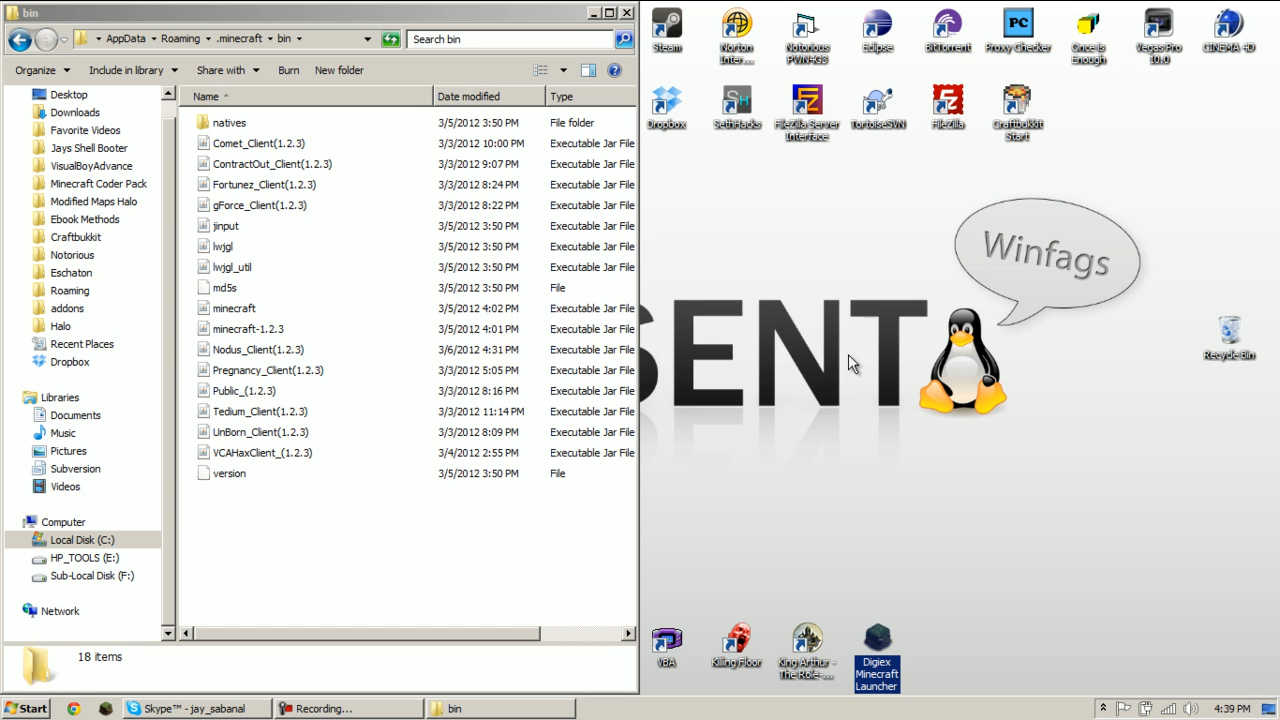 bin
AppData
Roaming
.minecraft
bin
Search bin
Organize
Include in library
Share with
Burn
New folder
Desktop
Downloads
Favorite Videos
Jays Shell Booter
VisualBoyAdvance
Minecraft Coder Pack
Modified Maps Halo
Ebook Methods
Craftbukkit
Notorious
Eschaton
Roaming
addons
Halo
Recent Places
Dropbox
Libraries
Documents
Music
Pictures
Subversion
Videos
Computer
Local Disk (C:)
HP_TOOLS (E:)
Sub-Local Disk (F:)
Network
Name Date modified Type
natives 3/5/2012 3:50 PM File folder
Comet_Client(1.2.3) 3/3/2012 10:00 PM Executable Jar File
ContractOut_Client(1.2.3) 3/3/2012 9:07 PM Executable Jar File
Fortunez_Client(1.2.3) 3/3/2012 8:24 PM Executable Jar File
gForce_Client(1.2.3) 3/3/2012 8:22 PM Executable Jar File
jinput 3/5/2012 3:50 PM Executable Jar File
lwjgl 3/5/2012 3:50 PM Executable Jar File
lwjgl_util 3/5/2012 3:50 PM Executable Jar File
md5s 3/5/2012 3:50 PM File
minecraft 3/5/2012 4:02 PM Executable Jar File
minecraft-1.2.3 3/5/2012 4:01 PM Executable Jar File
Nodus_Client(1.2.3) 3/6/2012 4:31 PM Executable Jar File
Pregnancy_Client(1.2.3) 3/3/2012 5:05 PM Executable Jar File
Public_(1.2.3) 3/3/2012 8:16 PM Executable Jar File
Tedium_Client(1.2.3) 3/3/2012 11:14 PM Executable Jar File
UnBorn_Client(1.2.3) 3/3/2012 8:09 PM Executable Jar File
VCAHaxClient_(1.2.3) 3/4/2012 2:55 PM Executable Jar File
version 3/5/2012 3:50 PM File
18 items
Steam
Norton
Inter...
Notorious
PWN4G3
Eclipse
BitTorrent
Proxy Checker
Once is
Enough
Vegas Pro
10.0
CINEMA 4D
PC
Dropbox
SethHacks
FileZilla Server
Interface
TortoiseSVN
FileZilla
Craftbukkit
Start
SH
Winfags
SENT
Recycle Bin
VBA
Killing Floor
King Arthur -
The Role-...
Digiex
Minecraft
Launcher
Start
Skype™ - jay_sabanal
Recording...
bin
4:39 PM